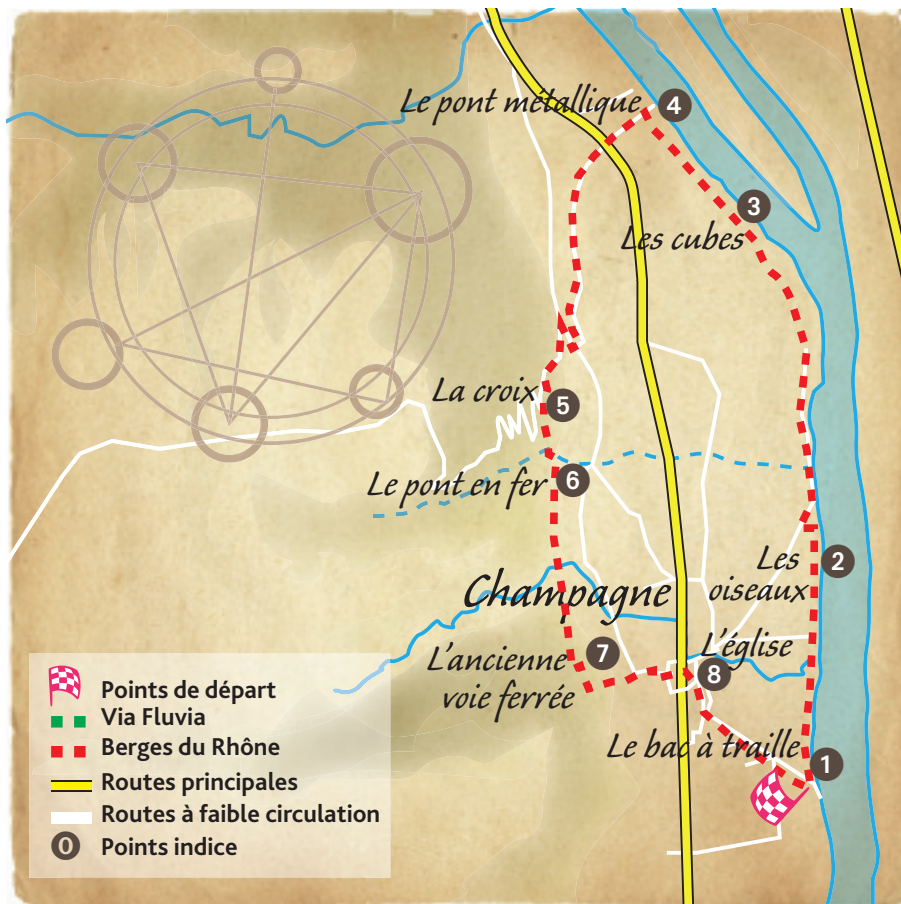 Le pont métallique
4
3
Les cubes
La croix
5
Le pont en fer
6
Les
oiseaux
2
Champagne
L'ancienne
voie ferrée
7
L'église
8
Le bac à traille
1
Points de départ
Via Fluvia
Berges du Rhône
Routes principales
Routes à faible circulation
0 Points indice